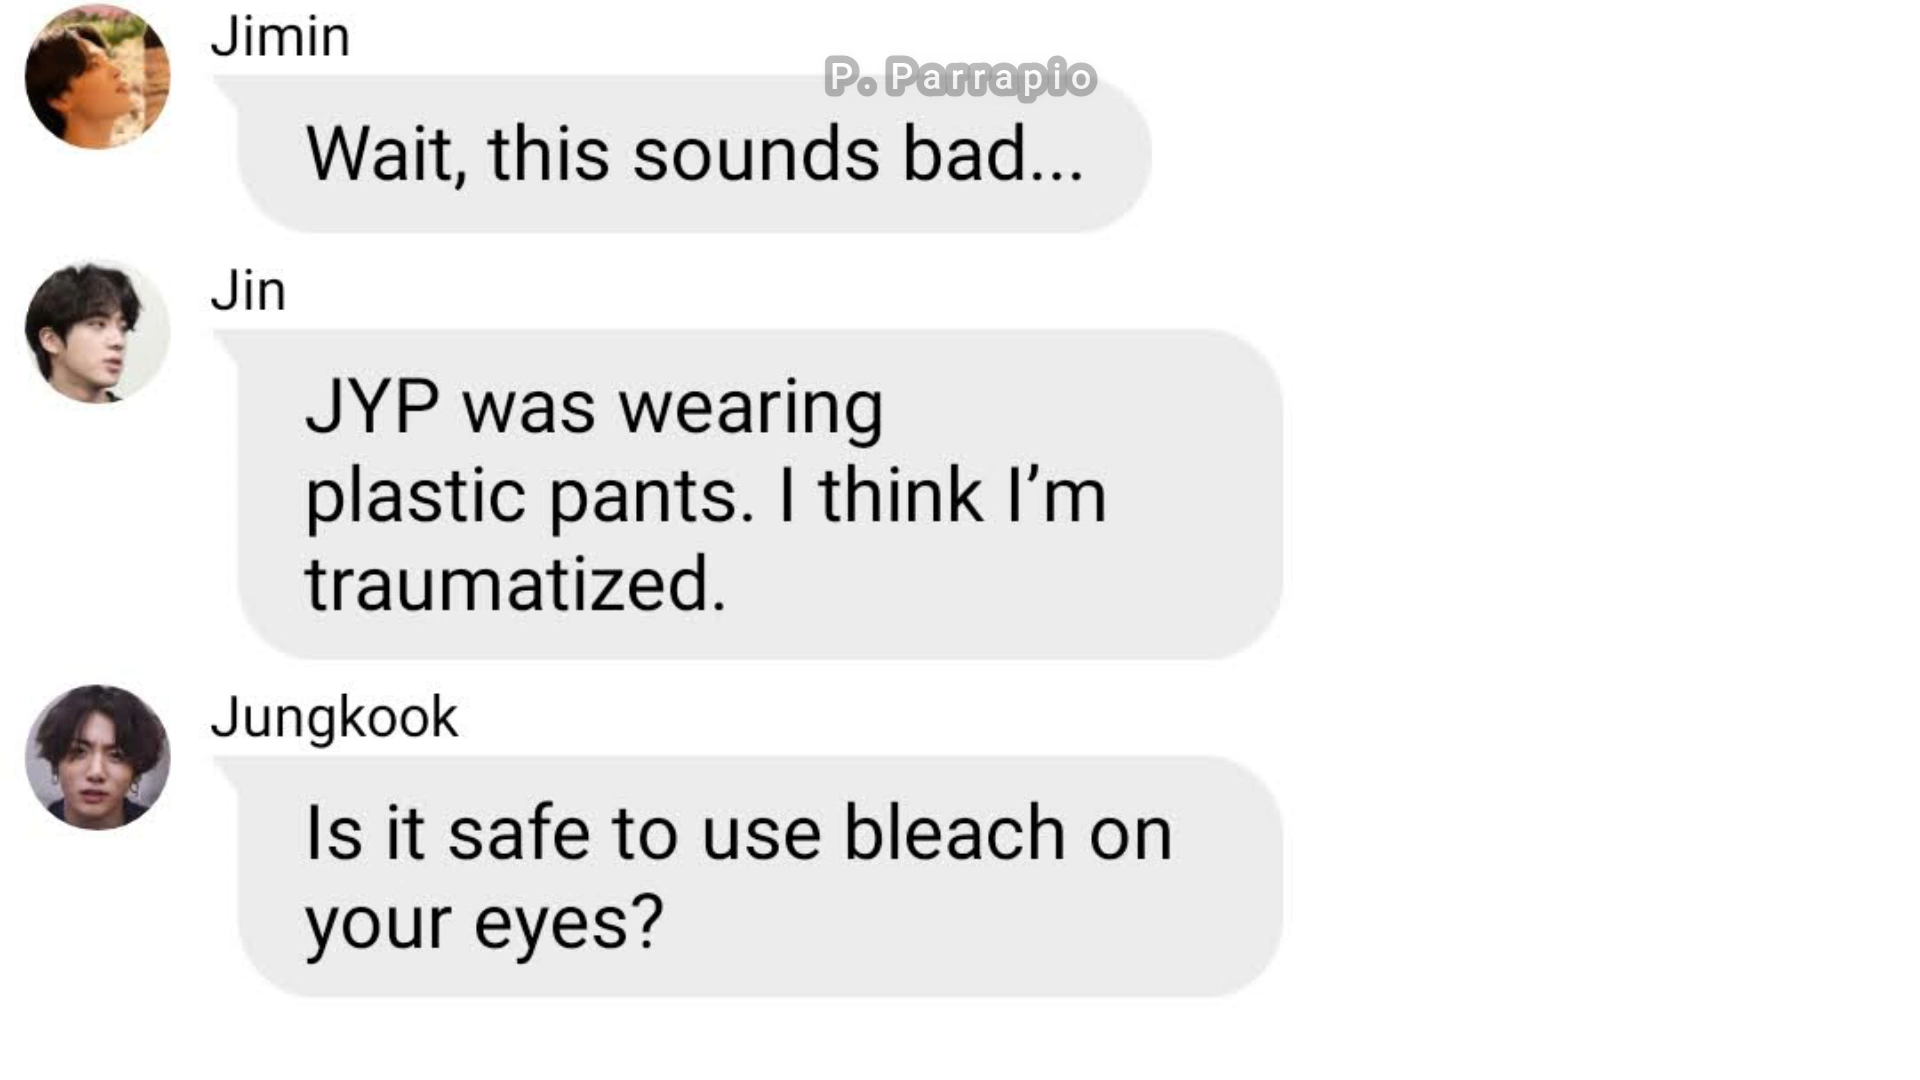 Jimin
P. Parrapio
Wait, this sounds bad...
Jin
JYP was wearing
plastic pants. I think I’m
traumatized.
Jungkook
Is it safe to use bleach on
your eyes?